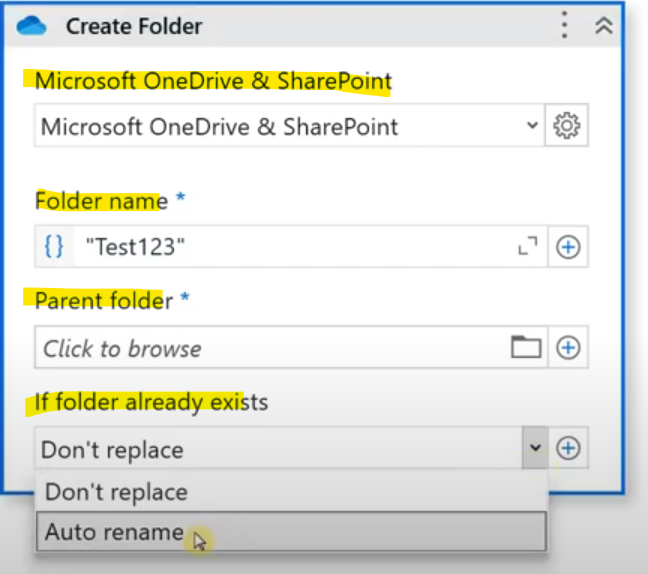 Create Folder
Microsoft OneDrive & SharePoint
Microsoft OneDrive & SharePoint
Folder name *
{} "Test123"
Parent folder *
Click to browse
If folder already exists
Don't replace
Don't replace
Auto rename